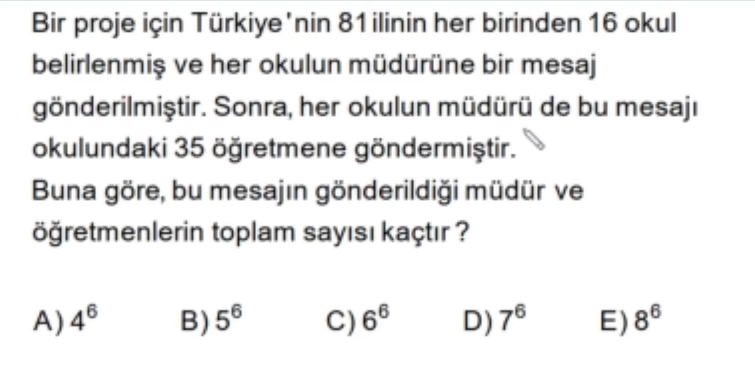 Bir proje için Türkiye'nin 81 ilinin her birinden 16 okul
belirlenmiş ve her okulun müdürüne bir mesaj
gönderilmiştir. Sonra, her okulun müdürü de bu mesajı
okulundaki 35 öğretmene göndermiştir.
Buna göre, bu mesajın gönderildiği müdür ve
öğretmenlerin toplam sayısı kaçtır ?
A) 4⁶ B) 5⁶ C) 6⁶ D) 7⁶ E) 8⁶